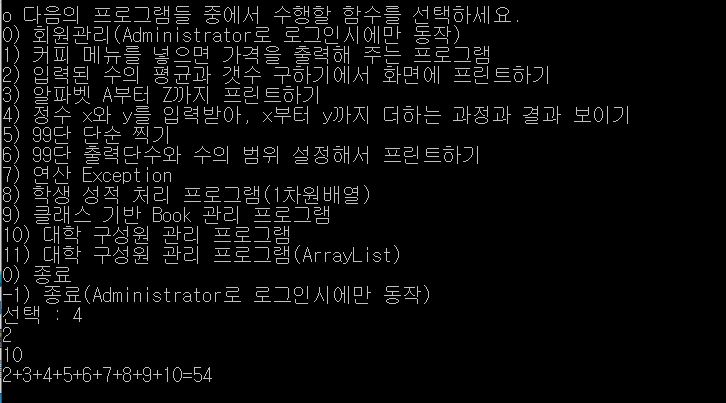 o 다음의 프로그램들 중에서 수행할 함수를 선택하세요.
0) 회원관리(Administrator로 로그인시에만 동작)
1) 커피 메뉴를 넣으면 가격을 출력해 주는 프로그램
2) 입력된 수의 평균과 갯수 구하기에서 화면에 프린트하기
3) 알파벳 A부터 Z까지 프린트하기
4) 정수 x와 y를 입력받아, x부터 y까지 더하는 과정과 결과 보이기
5) 99단 단순 찍기
6) 99단 출력단수와 수의 범위 설정해서 프린트하기
7) 연산 Exception
8) 학생 성적 처리 프로그램(1차원배열)
9) 클래스 기반 Book 관리 프로그램
10) 대학 구성원 관리 프로그램
11) 대학 구성원 관리 프로그램(ArrayList)
0) 종료
-1) 종료(Administrator로 로그인시에만 동작)
선택 : 4
2
10
2+3+4+5+6+7+8+9+10=54